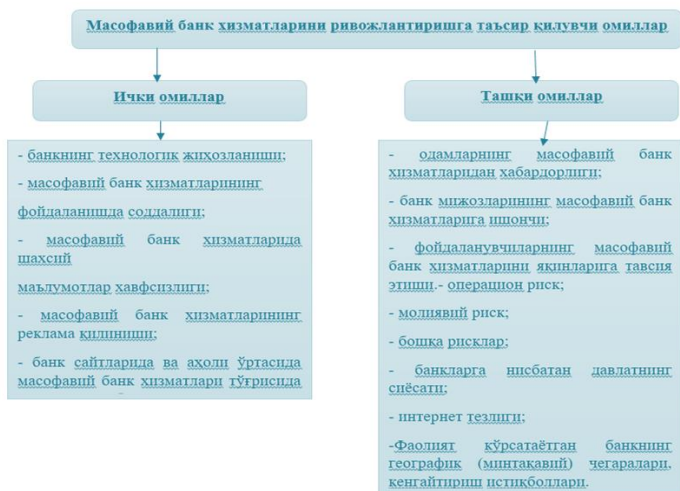 Масофавий банк хизматларини ривожлантиришга таъсир қилувчи омиллар
Ички омиллар
- банкнинг технологик жиҳозланиши;
- масофавий банк хизматларининг
фойдаланишда соддалиги;
- масофавий банк хизматларида
шахсий
маълумотлар хавфсизлиги;
- масофавий банк хизматларининг
реклама қилиниши;
- банк сайтларида ва аҳоли ўртасида
масофавий банк хизматлари тўғрисида
Ташқи омиллар
- одамларнинг масофавий банк
хизматларидан хабардорлиги;
- банк мижозларининг масофавий банк
хизматларига ишончи;
- фойдаланувчиларнинг масофавий
банк хизматларини яқинларига тавсия
этиши.- операцион риск;
- молиявий риск;
- бошқа рисклар;
- банкларга нисбатан давлатнинг
сиёсати;
- интернет тезлиги;
-Фаолият кўрсатаётган банкнинг
географик (минтақавий) чегаралари,
кенгайтириш истиқболлари.